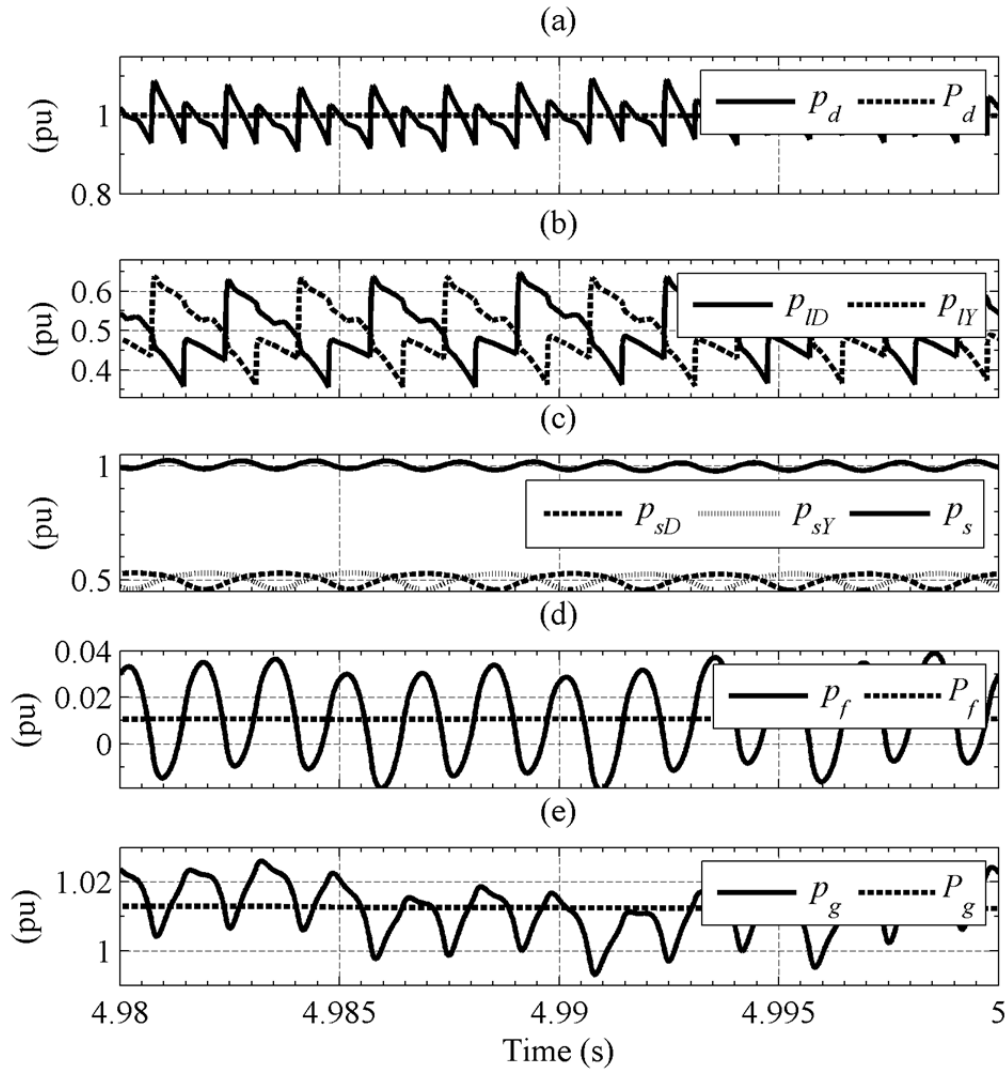 (a)
(pu)
1
0.8
p_d P_d
(b)
(pu)
0.6
0.5
0.4
p_lD p_lY
(c)
(pu)
1
0.5
p_sD p_sY p_s
(d)
(pu)
0.04
0.02
0
p_f P_f
(e)
(pu)
1.02
1
p_g P_g
4.98 4.985 4.99 4.995 5
Time (s)